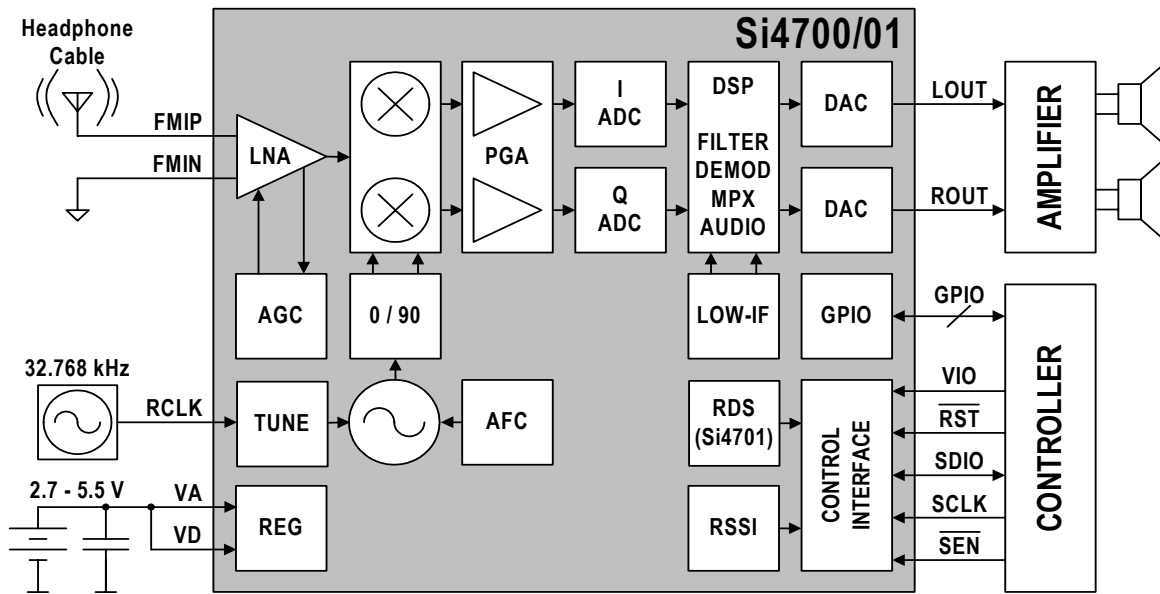 Si4700/01
Headphone
Cable
FMIP
FMIN
LNA
PGA
I
ADC
Q
ADC
DSP
FILTER
DEMOD
MPX
AUDIO
DAC
DAC
LOUT
ROUT
AMPLIFIER
AGC
0 / 90
LOW-IF
GPIO
GPIO
32.768 kHz
RCLK
TUNE
AFC
RDS
(Si4701)
CONTROL
INTERFACE
VIO
RST
SDIO
SCLK
SEN
CONTROLLER
2.7 - 5.5 V
VA
VD
REG
RSSI